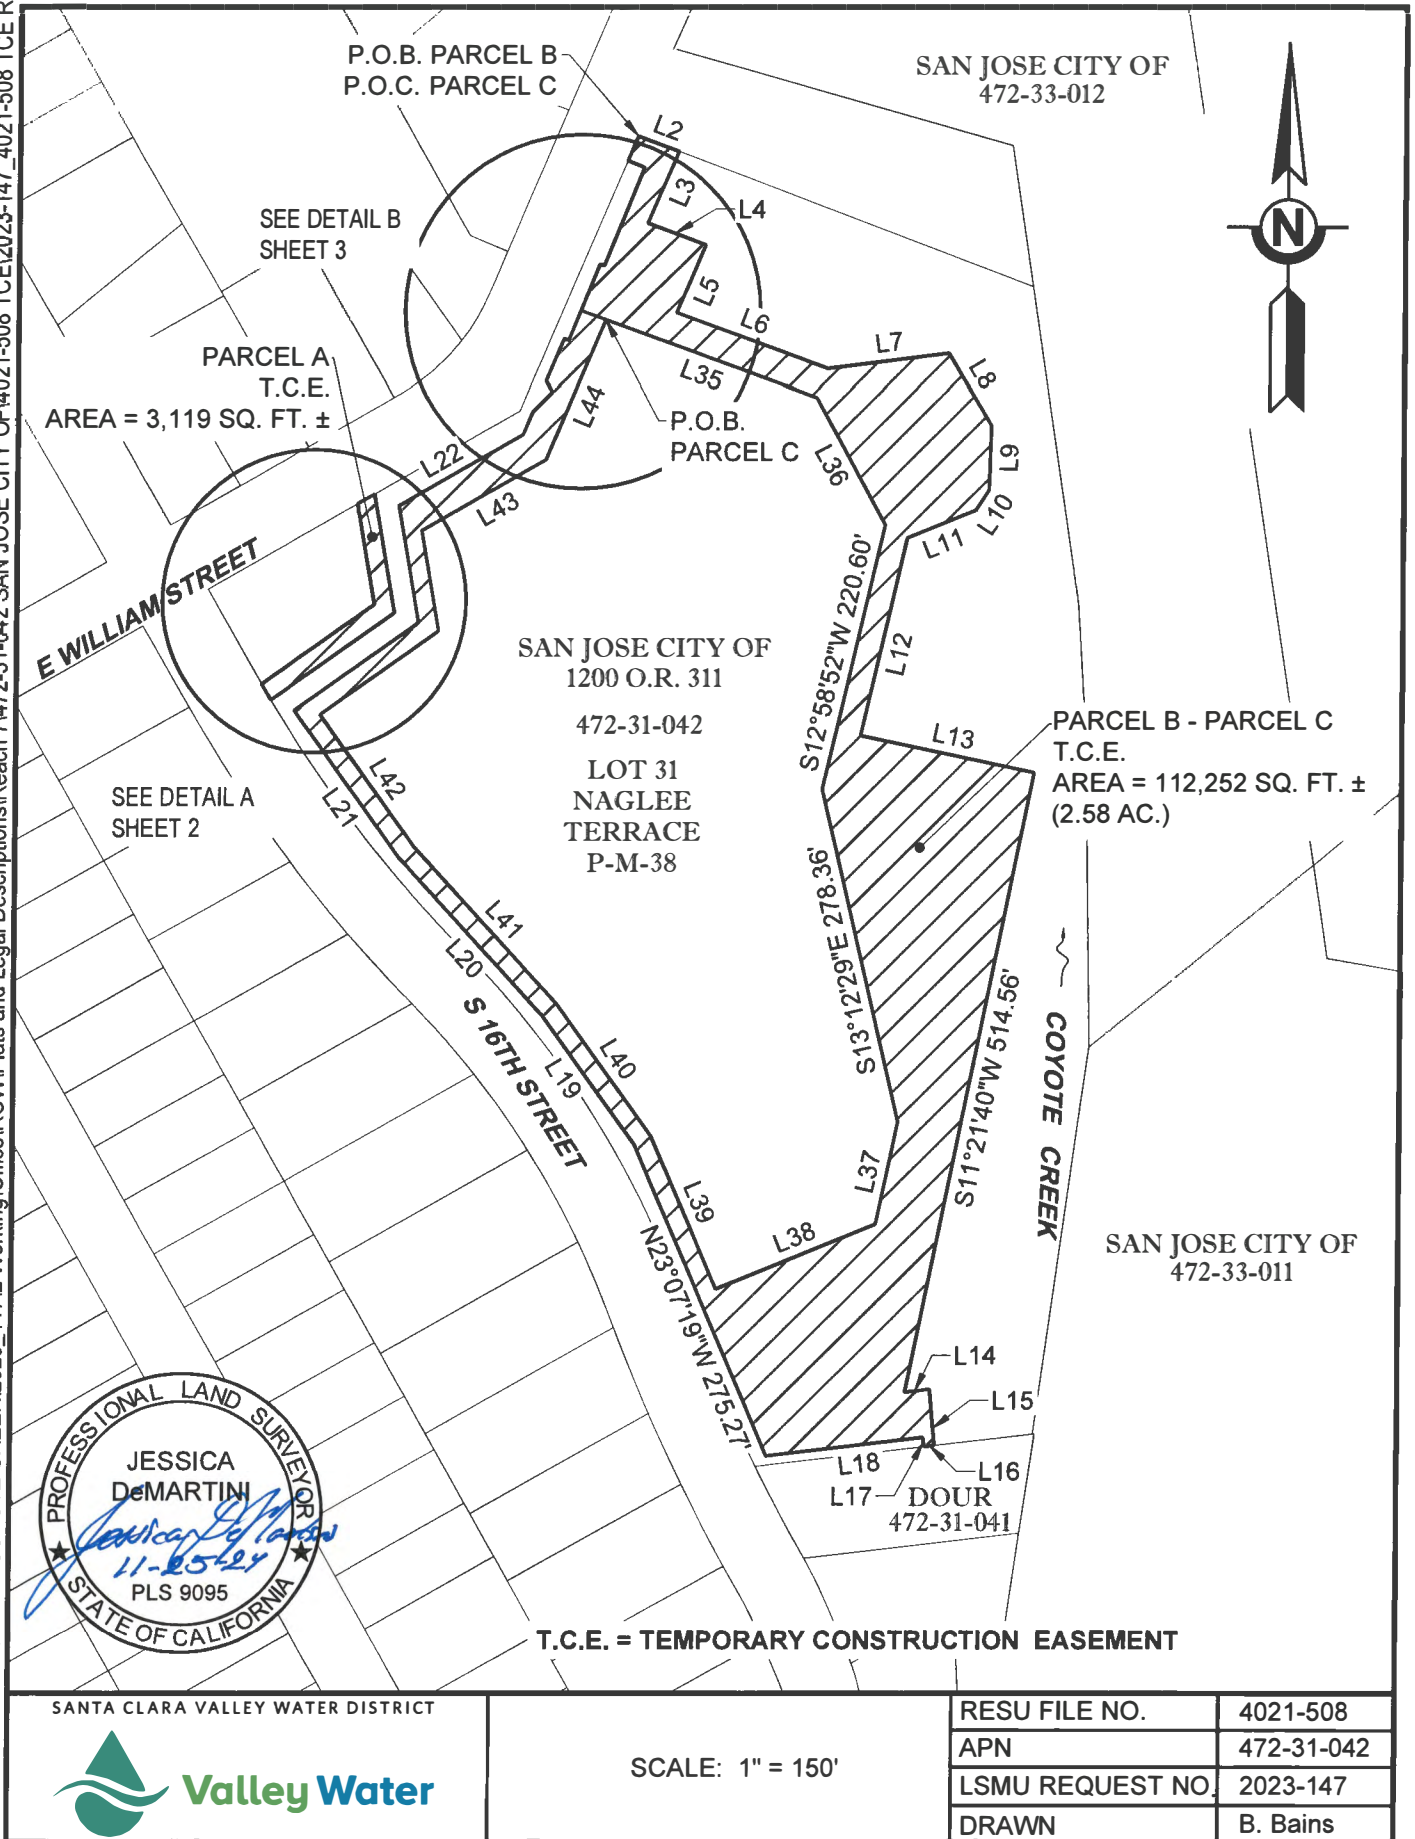 P.O.B. PARCEL B
P.O.C. PARCEL C
SAN JOSE CITY OF
472-33-012
L2
L3
L4
SEE DETAIL B
SHEET 3
N
L5
L6
L7
L8
PARCEL A
T.C.E.
AREA = 3,119 SQ. FT. ±
L35
L44
P.O.B.
PARCEL C
L36
L9
L10
L11
L22
L43
E WILLIAM STREET
S12°58'52"W 220.60'
L12
SAN JOSE CITY OF
1200 O.R. 311
472-31-042
LOT 31
NAGLEE
TERRACE
P-M-38
L13
PARCEL B - PARCEL C
T.C.E.
AREA = 112,252 SQ. FT. ±
(2.58 AC.)
SEE DETAIL A
SHEET 2
L42
L21
S13°12'29"E 278.36'
L41
L20
S 16TH STREET
L40
L19
S11°21'40"W 514.56'
COYOTE CREEK
L37
L39
L38
N23°07'19"W 275.27'
SAN JOSE CITY OF
472-33-011
L14
L15
L18
L16
L17
DOUR
472-31-041
PROFESSIONAL LAND SURVEYOR
JESSICA
DeMARTINI
11-25-24
PLS 9095
STATE OF CALIFORNIA
T.C.E. = TEMPORARY CONSTRUCTION EASEMENT
SANTA CLARA VALLEY WATER DISTRICT
Valley Water
SCALE: 1" = 150'
RESU FILE NO. 4021-508
APN 472-31-042
LSMU REQUEST NO. 2023-147
DRAWN B. Bains